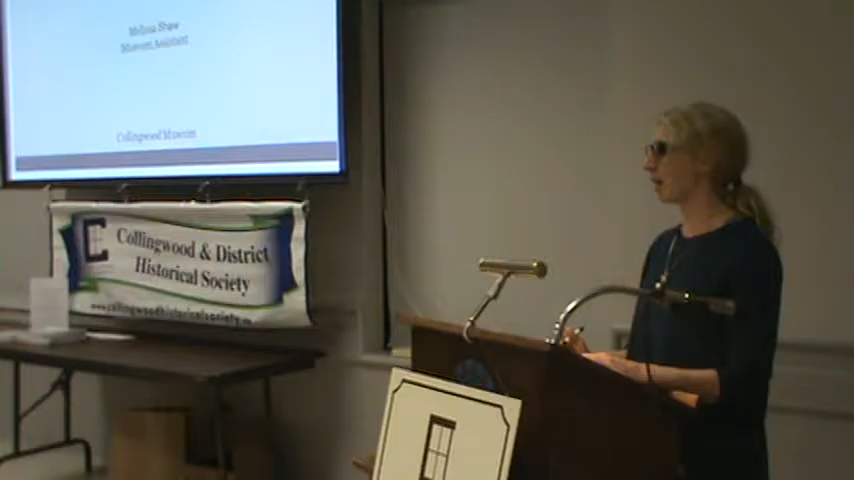 Melissa Shaw
Museum Assistant
Collingwood Museum
C
Collingwood & District
Historical Society
www.collingwoodhistoricalsociety.ca